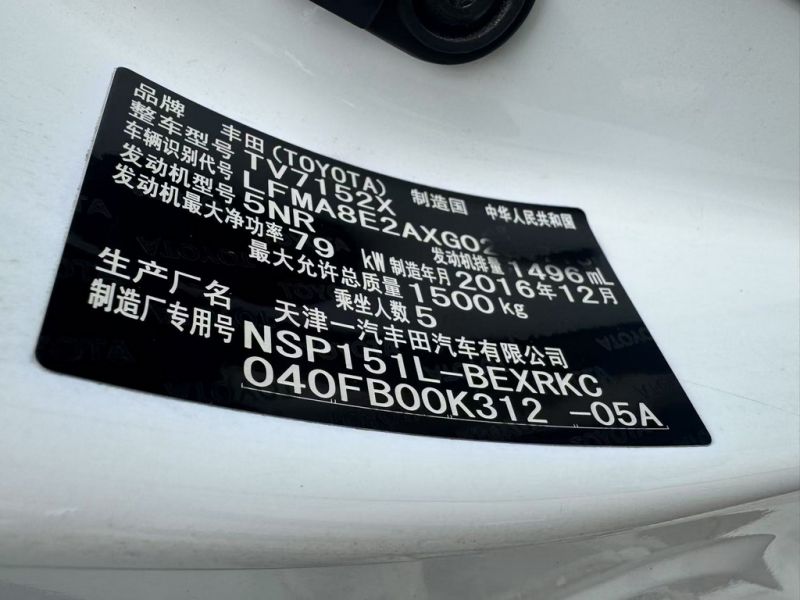 品牌 丰田(TOYOTA) 制造国 中华人民共和国
整车型号 TV7152X
车辆识别代号 LFMA8E2AXG02
发动机型号 5NR 发动机排量 1496mL
发动机最大净功率 79 kW 制造年月 2016年12月
最大允许总质量 1500kg
乘坐人数 5
生产厂名 天津一汽丰田汽车有限公司
制造厂专用号 NSP151L-BEXRKC
040FB00K312 -05A